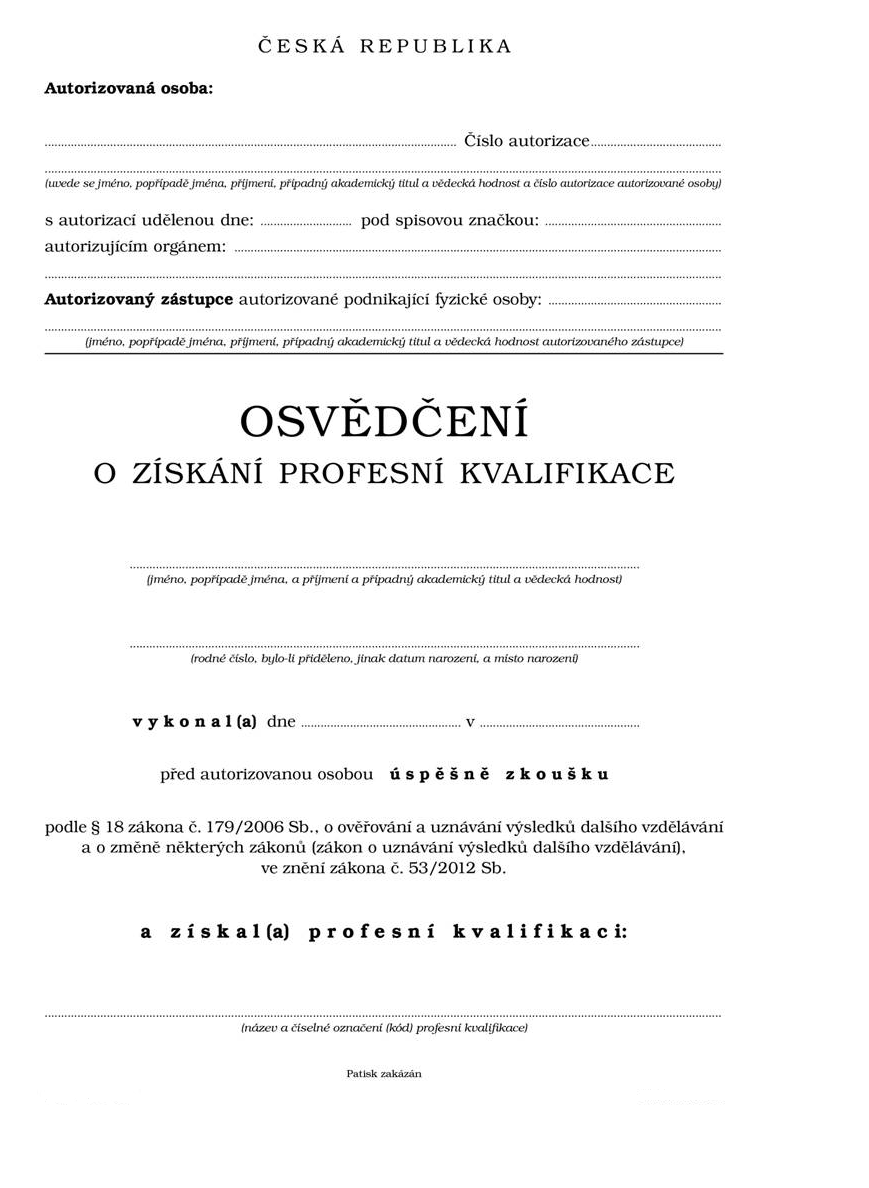 ČESKÁ REPUBLIKA
Autorizovaná osoba:
Číslo autorizace
(uvede se jméno, popřípadě jména, příjmení, případný akademický titul a vědecká hodnost a číslo autorizace autorizované osoby)
s autorizací udělenou dne: pod spisovou značkou:
autorizujícím orgánem:
Autorizovaný zástupce autorizované podnikající fyzické osoby:
(jméno, popřípadě jména, příjmení, případný akademický titul a vědecká hodnost autorizovaného zástupce)
OSVĚDČENÍ
O ZÍSKÁNÍ PROFESNÍ KVALIFIKACE
(jméno, popřípadě jména, a příjmení a případný akademický titul a vědecká hodnost)
(rodné číslo, bylo-li přiděleno, jinak datum narození, a místo narození)
vykonal(a) dne v
před autorizovanou osobou úspěšně zkoušku
podle § 18 zákona č. 179/2006 Sb., o ověřování a uznávání výsledků dalšího vzdělávání
a o změně některých zákonů (zákon o uznávání výsledků dalšího vzdělávání),
ve znění zákona č. 53/2012 Sb.
a získal(a) profesní kvalifikaci:
(název a číselné označení (kód) profesní kvalifikace)
Patisk zakázán